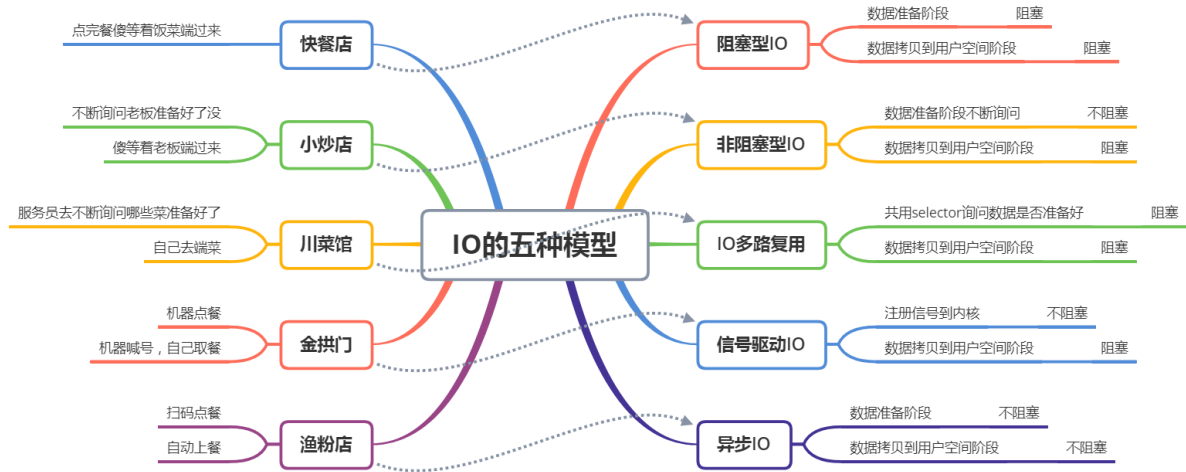 IO的五种模型
快餐店
点完餐傻等着饭菜端过来
小炒店
不断询问老板准备好了没
傻等着老板端过来
川菜馆
服务员去不断询问哪些菜准备好了
自己去端菜
金拱门
机器点餐
机器喊号，自己取餐
渔粉店
扫码点餐
自动上餐
阻塞型IO
数据准备阶段 阻塞
数据拷贝到用户空间阶段 阻塞
非阻塞型IO
数据准备阶段不断询问 不阻塞
数据拷贝到用户空间阶段 阻塞
IO多路复用
共用selector询问数据是否准备好 阻塞
数据拷贝到用户空间阶段 阻塞
信号驱动IO
注册信号到内核 不阻塞
数据拷贝到用户空间阶段 阻塞
异步IO
数据准备阶段 不阻塞
数据拷贝到用户空间阶段 不阻塞